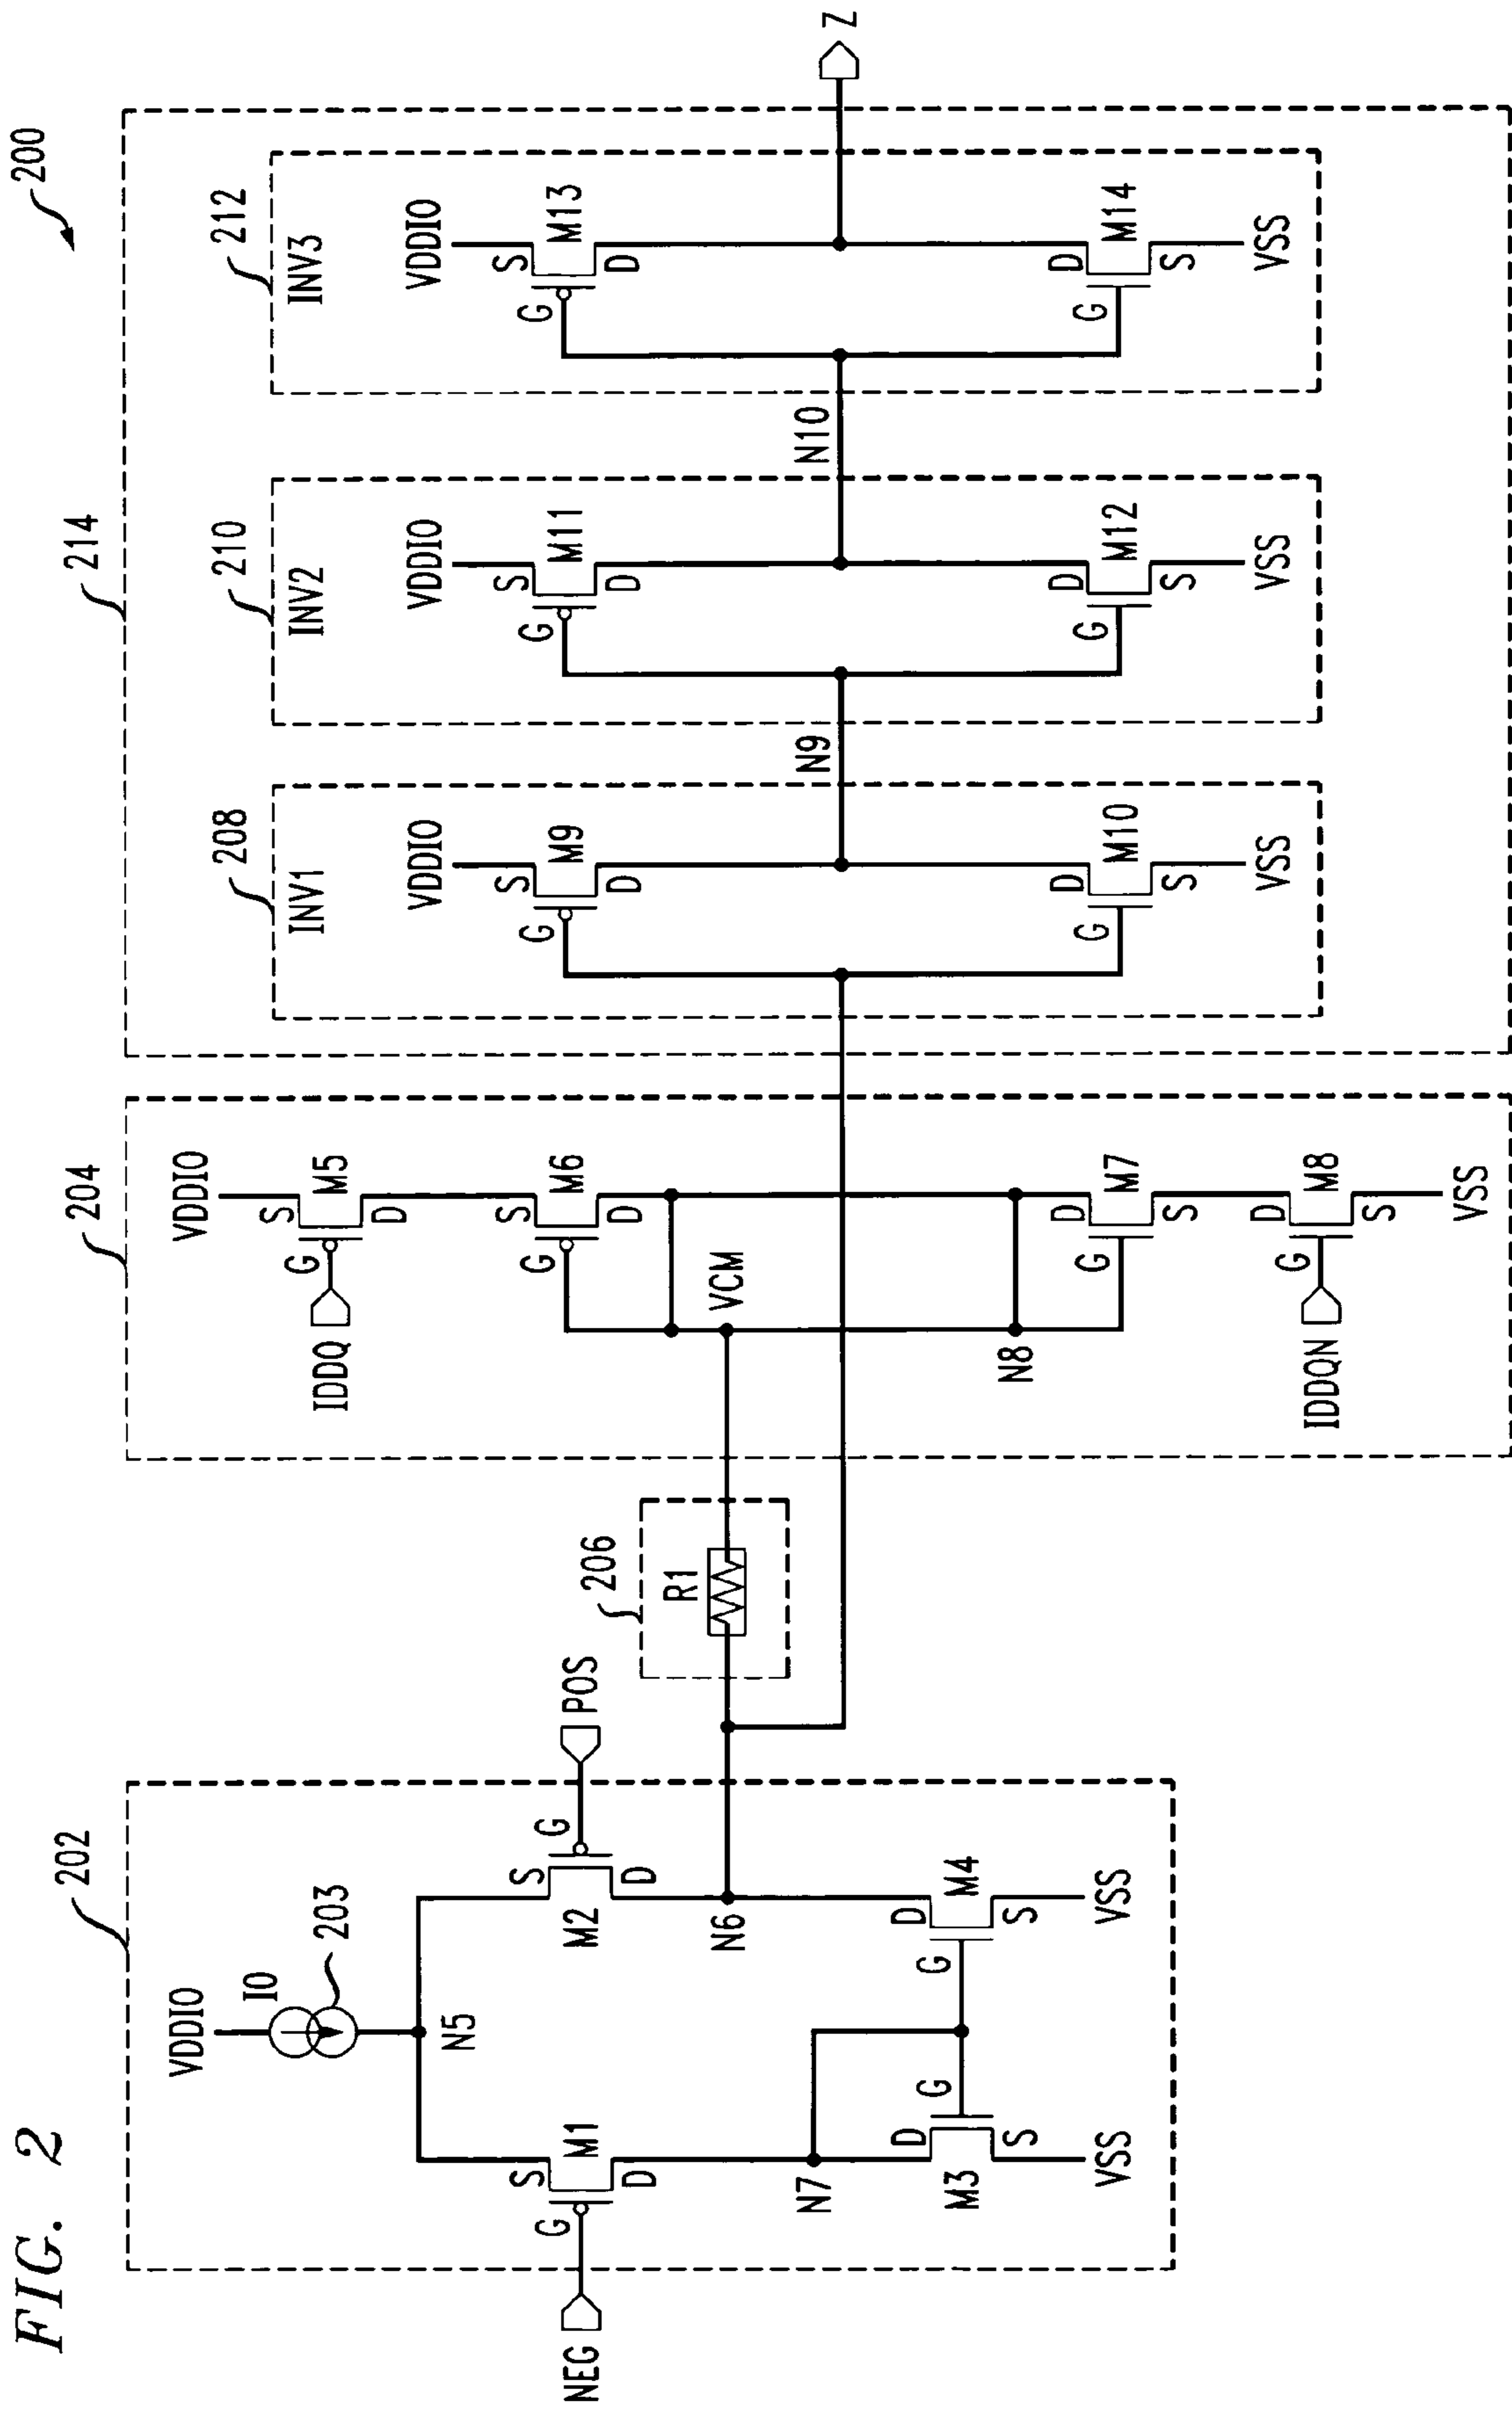 FIG. 2
200
202
VDDIO
I0
203
N5
NEG
G
S
M1
D
S
G
POS
M2
D
N6
N7
D
G
M3
S
VSS
G
D
M4
S
VSS
206
R1
204
VDDIO
IDDQ
G
S
M5
D
G
S
M6
D
VCM
N8
G
D
M7
S
IDDQN
G
D
M8
S
VSS
214
208
INV1
VDDIO
G
S
M9
D
G
D
M10
S
VSS
N9
210
INV2
VDDIO
G
S
M11
D
G
D
M12
S
VSS
N10
212
INV3
VDDIO
G
S
M13
D
G
D
M14
S
VSS
Z